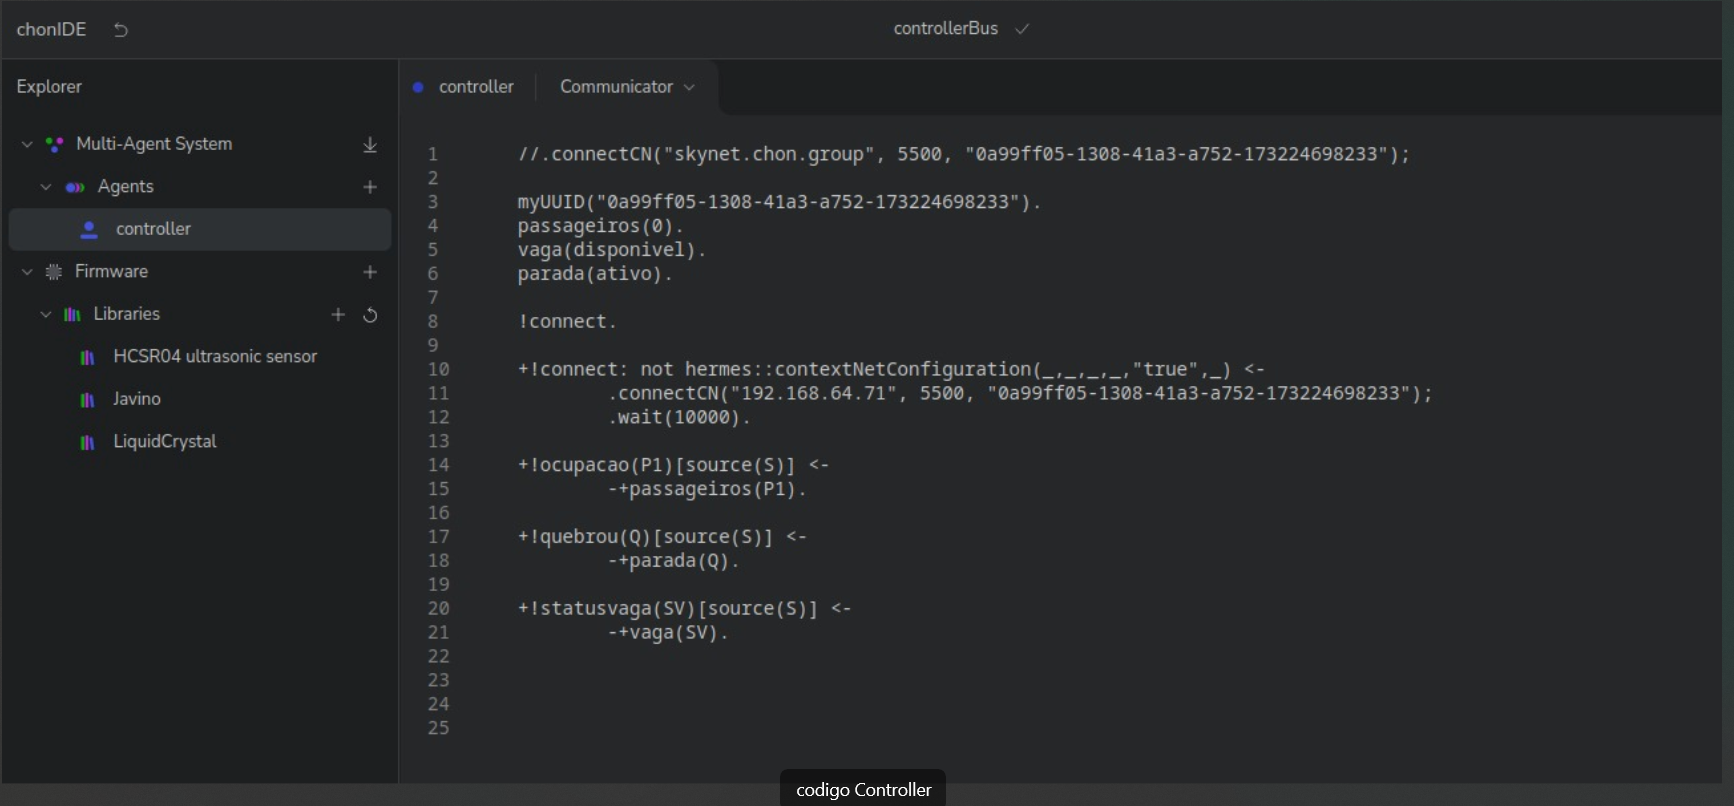 chonIDE
controllerBus
Explorer
Multi-Agent System
Agents
controller
Firmware
Libraries
HCSR04 ultrasonic sensor
Javino
LiquidCrystal
controller
Communicator
1 //.connectCN("skynet.chon.group", 5500, "0a99ff05-1308-41a3-a752-173224698233");
2
3 myUUID("0a99ff05-1308-41a3-a752-173224698233").
4 passageiros(0).
5 vaga(disponivel).
6 parada(ativo).
7
8 !connect.
9
10 +!connect: not hermes::contextNetConfiguration(_,_,_,_,"true",_) <-
11 .connectCN("192.168.64.71", 5500, "0a99ff05-1308-41a3-a752-173224698233");
12 .wait(10000).
13
14 +!ocupacao(P1)[source(S)] <-
15 -+passageiros(P1).
16
17 +!quebrou(Q)[source(S)] <-
18 -+parada(Q).
19
20 +!statusvaga(SV)[source(S)] <-
21 -+vaga(SV).
22
23
24
25
codigo Controller